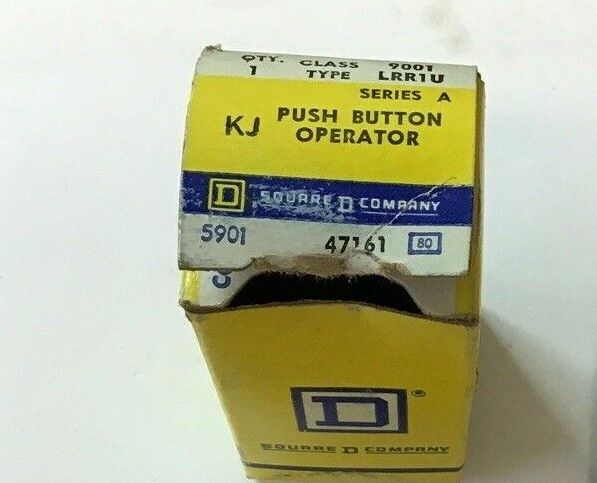 QTY. CLASS 9001
1 TYPE LRR1U
SERIES A
KJ PUSH BUTTON
OPERATOR
D SQUARE D COMPANY
5901 47161 80
D ®
SQUARE D COMPANY